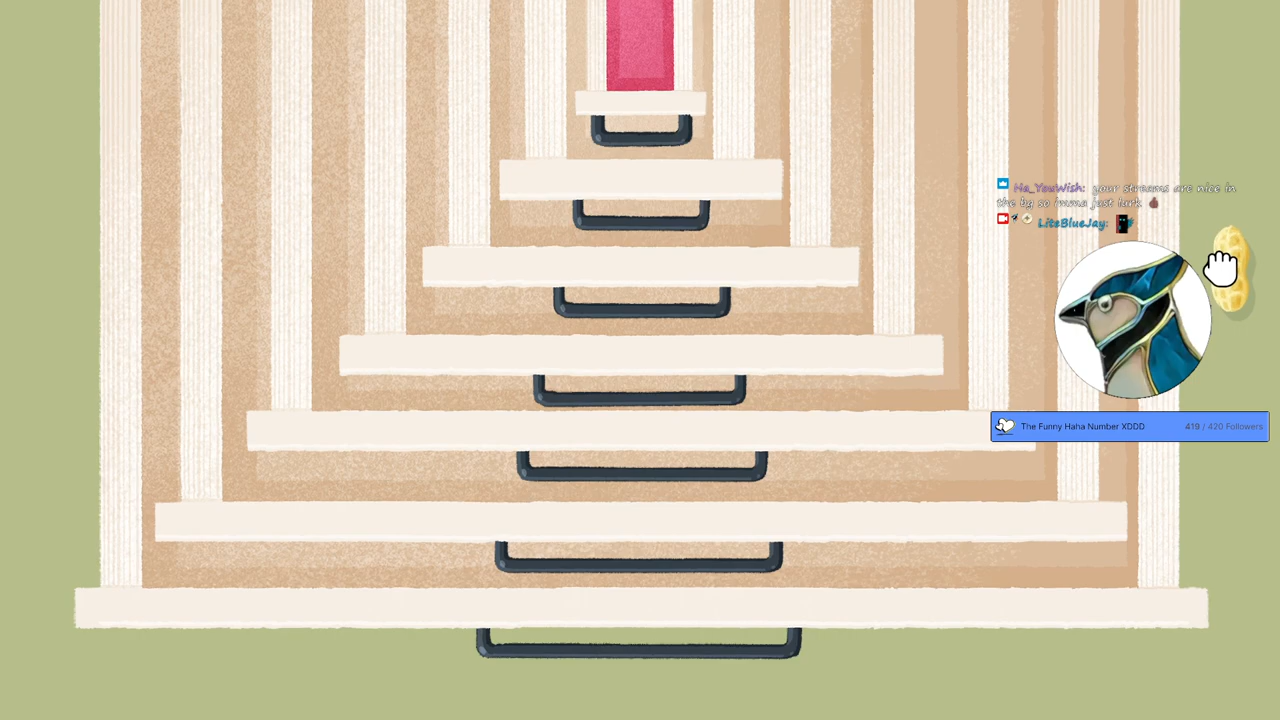 Ha_YouWish: your streams are nice in
the bg so imma just lurk
LiteBlueJay:
The Funny Haha Number XDDD 419 / 420 Followers